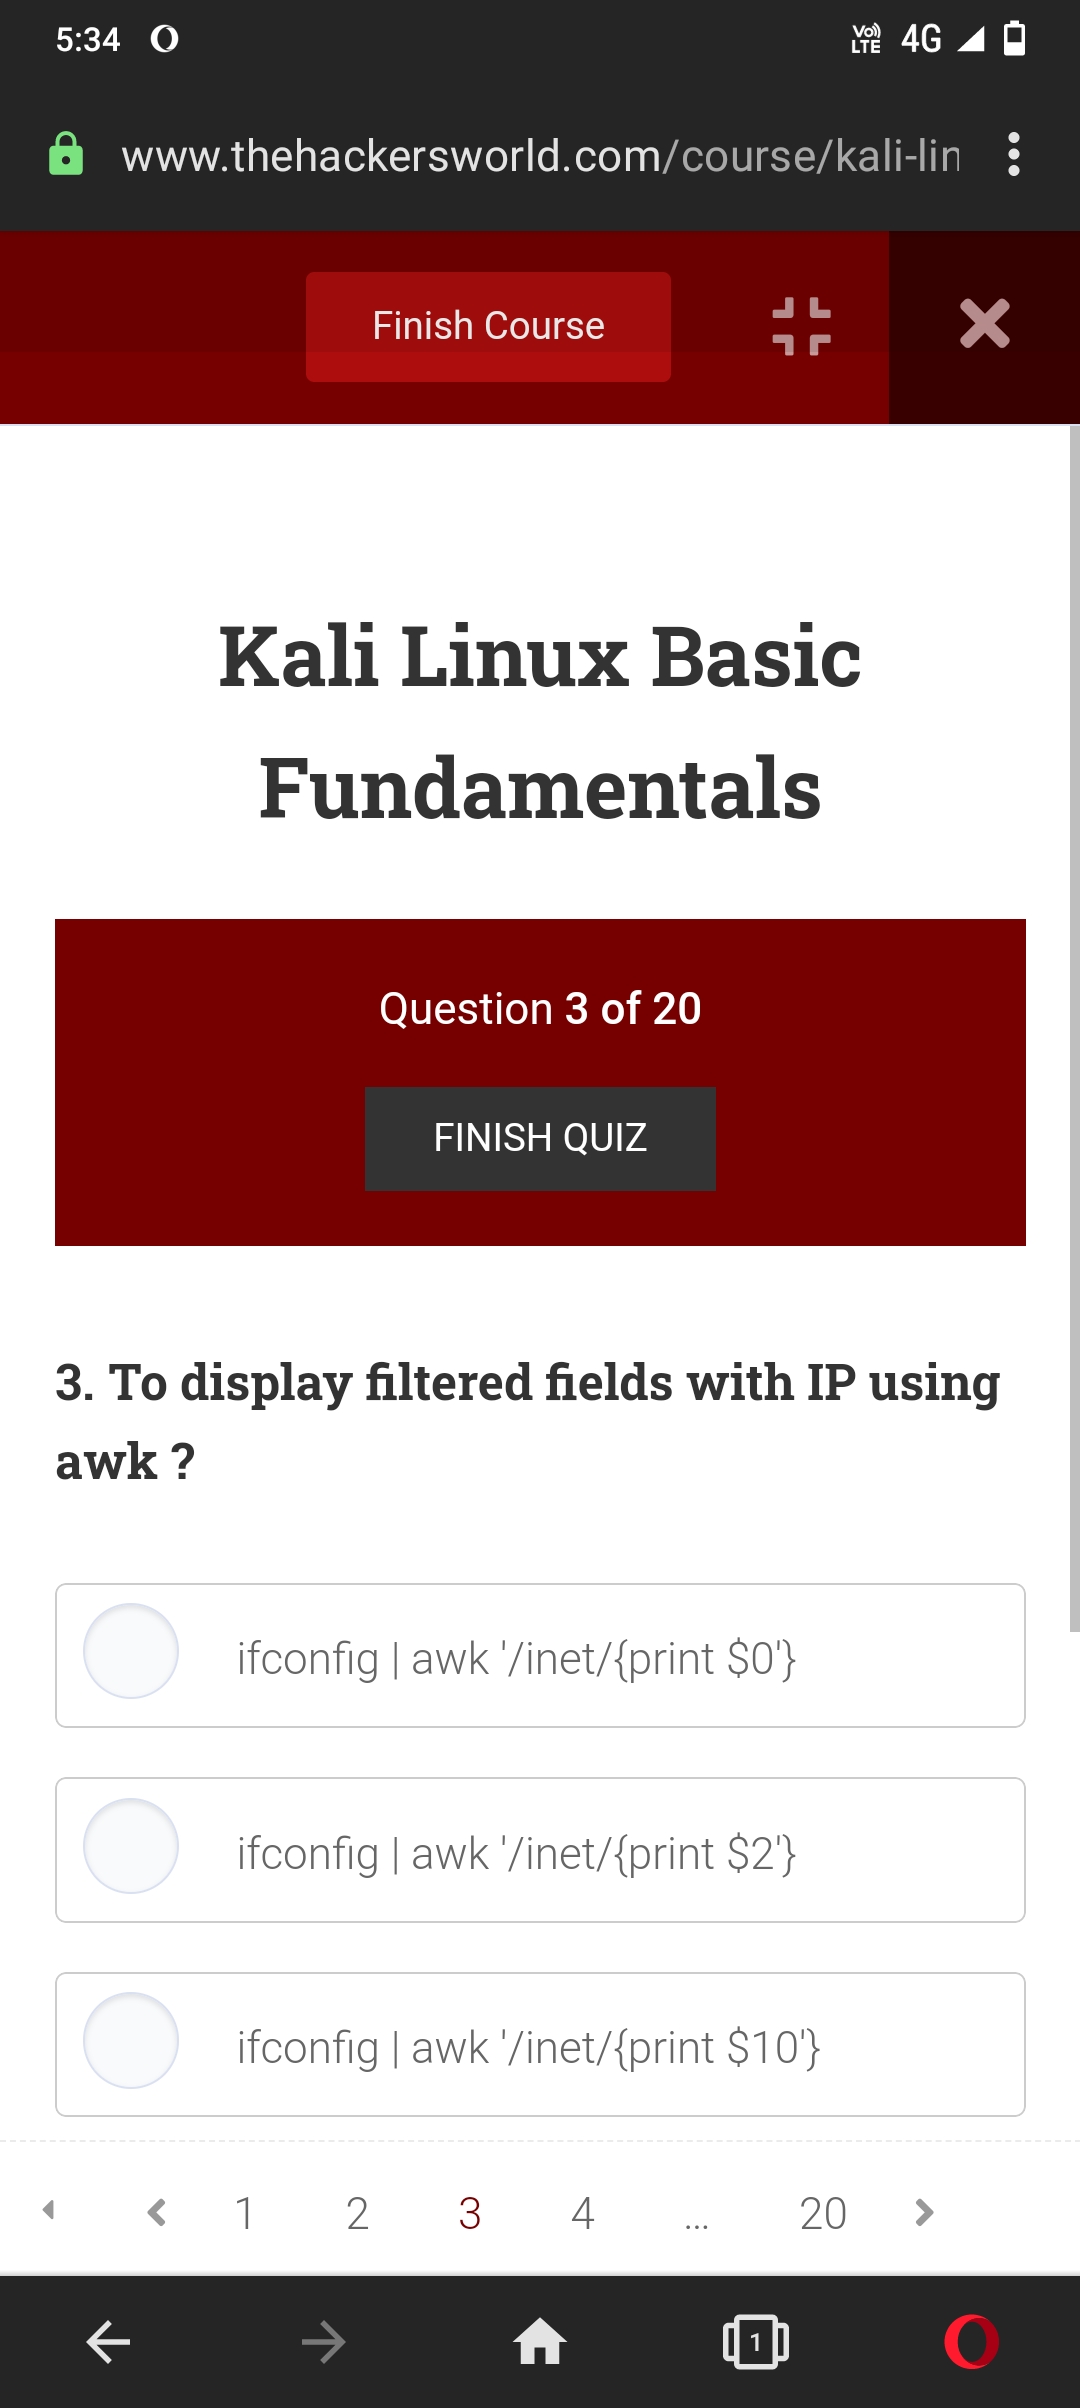 5:34
Vo)) LTE 4G
www.thehackersworld.com/course/kali-lin
Finish Course
Kali Linux Basic
Fundamentals
Question 3 of 20
FINISH QUIZ
3. To display filtered fields with IP using
awk ?
ifconfig | awk '/inet/{print $0'}
ifconfig | awk '/inet/{print $2'}
ifconfig | awk '/inet/{print $10'}
1 2 3 4 ... 20
1